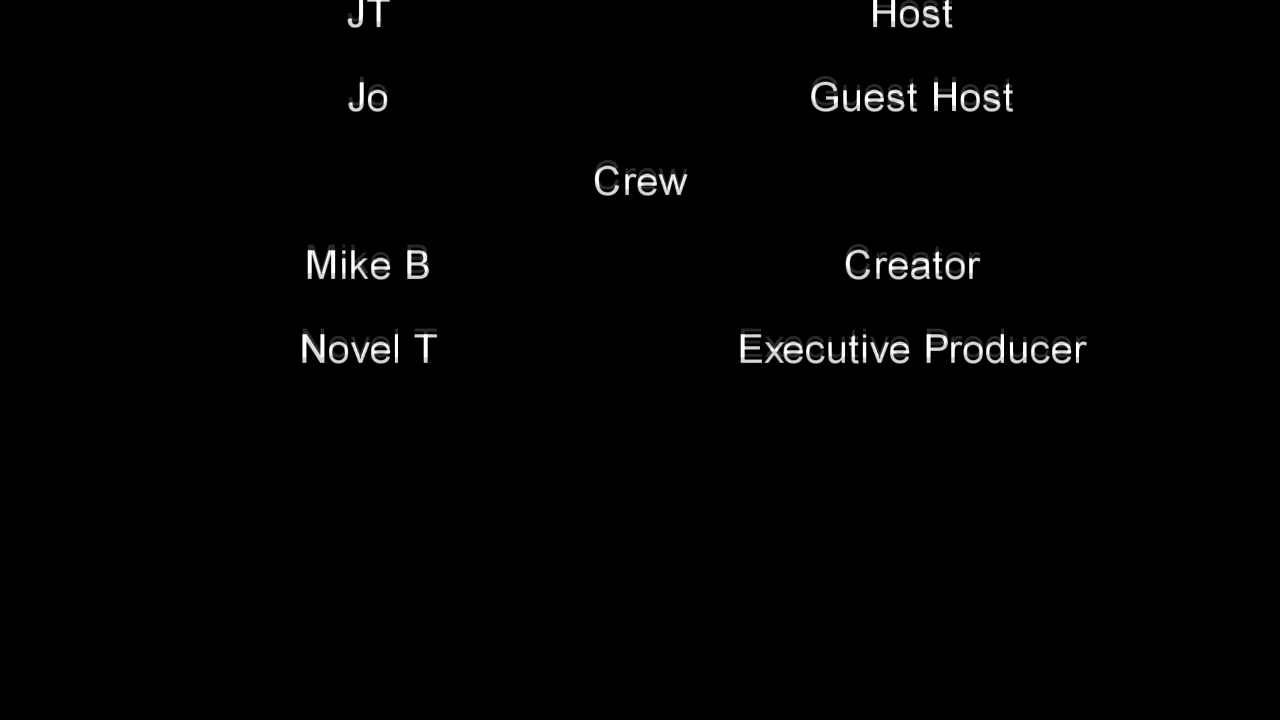 JT Host
Jo Guest Host
Crew
Mike B Creator
Novel T Executive Producer